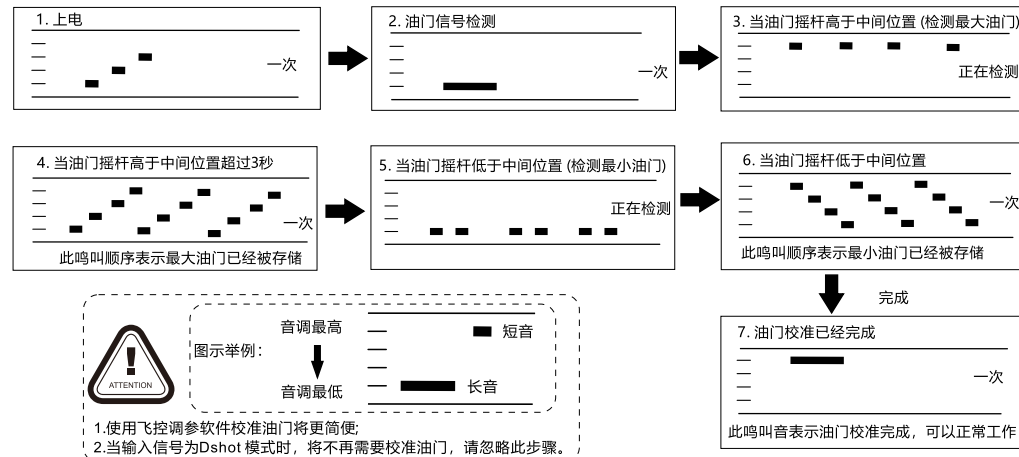 1. 上电
一次
2. 油门信号检测
一次
3. 当油门摇杆高于中间位置 (检测最大油门)
正在检测
4. 当油门摇杆高于中间位置超过3秒
一次
此鸣叫顺序表示最大油门已经被存储
5. 当油门摇杆低于中间位置 (检测最小油门)
正在检测
6. 当油门摇杆低于中间位置
一次
此鸣叫顺序表示最小油门已经被存储
完成
7. 油门校准已经完成
一次
此鸣叫音表示油门校准完成，可以正常工作
ATTENTION
图示举例：
音调最高
音调最低
短音
长音
1.使用飞控调参软件校准油门将更简便;
2.当输入信号为Dshot 模式时，将不再需要校准油门，请忽略此步骤。